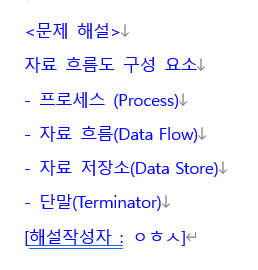 <문제 해설>↓
자료 흐름도 구성 요소↓
- 프로세스 (Process)↓
- 자료 흐름(Data Flow)↓
- 자료 저장소(Data Store)↓
- 단말(Terminator)↓
[해설작성자 : ㅇㅎㅅ]↵